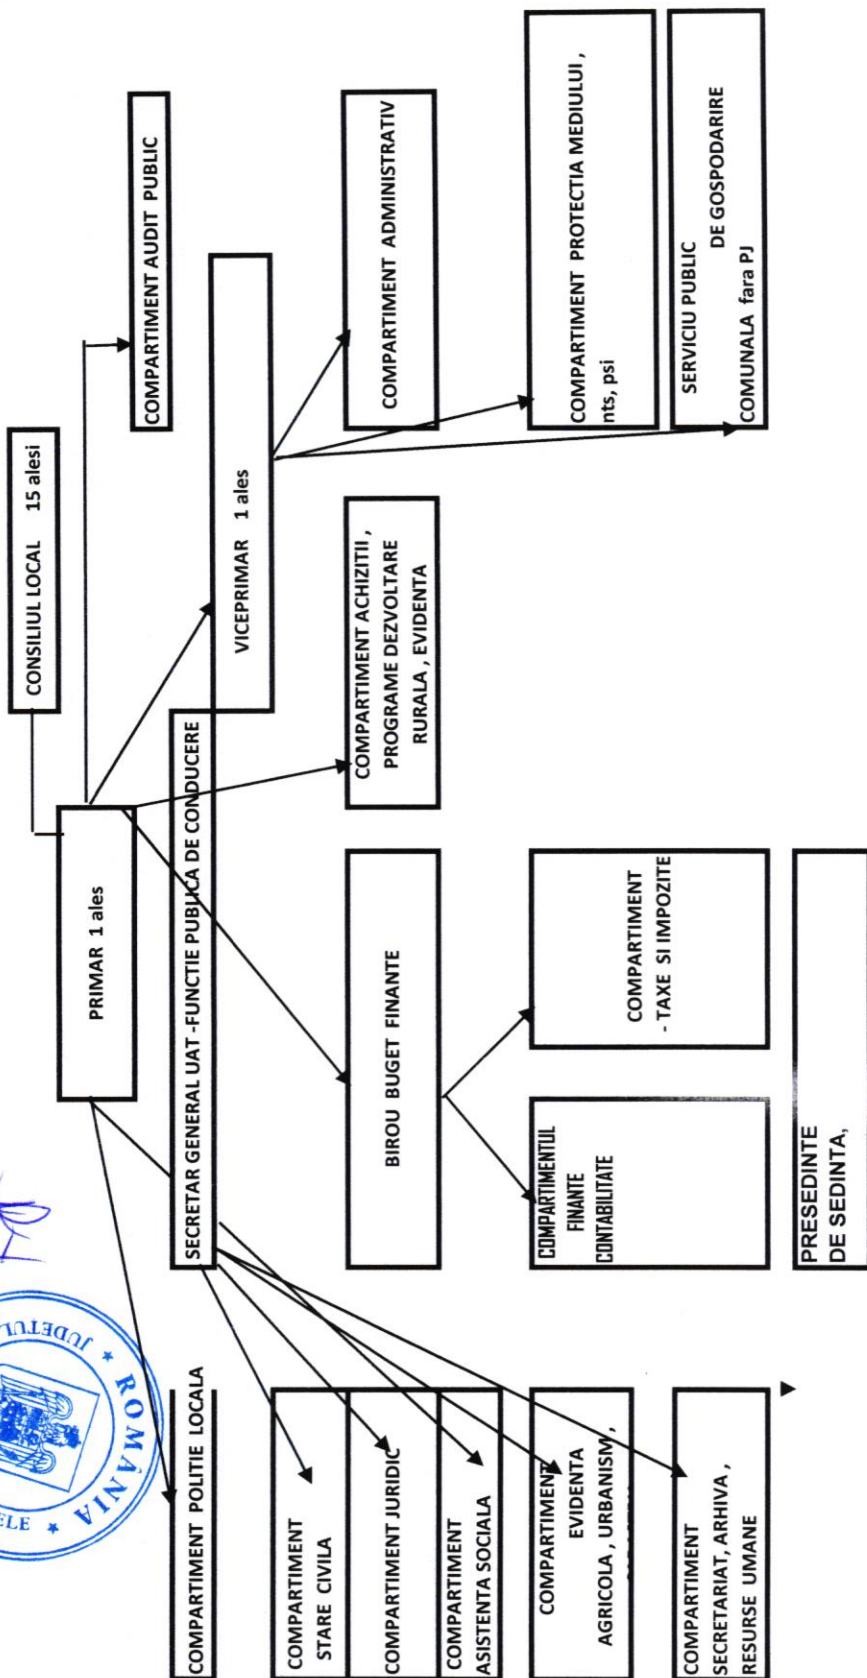 CONSILIUL LOCAL 15 alesi
PRIMAR 1 ales
COMPARTIMENT AUDIT PUBLIC
SECRETAR GENERAL UAT -FUNCTIE PUBLICA DE CONDUCERE
VICEPRIMAR 1 ales
COMPARTIMENT POLITIE LOCALA
COMPARTIMENT
STARE CIVILA
COMPARTIMENT JURIDIC
COMPARTIMENT
ASISTENTA SOCIALA
BIROU BUGET FINANTE
COMPARTIMENT ACHIZITII ,
PROGRAME DEZVOLTARE
RURALA , EVIDENTA
COMPARTIMENT ADMINISTRATIV
COMPARTIMENT
EVIDENTA
AGRICOLA , URBANISM ,
COMPARTIMENTUL
FINANTE
CONTABILITATE
COMPARTIMENT
- TAXE SI IMPOZITE
COMPARTIMENT PROTECTIA MEDIULUI ,
nts, psi
COMPARTIMENT
SECRETARIAT, ARHIVA ,
RESURSE UMANE
SERVICIU PUBLIC
DE GOSPODARIRE
COMUNALA fara PJ
PRESEDINTE
DE SEDINTA,
ROMÂNIA
JUDETUL